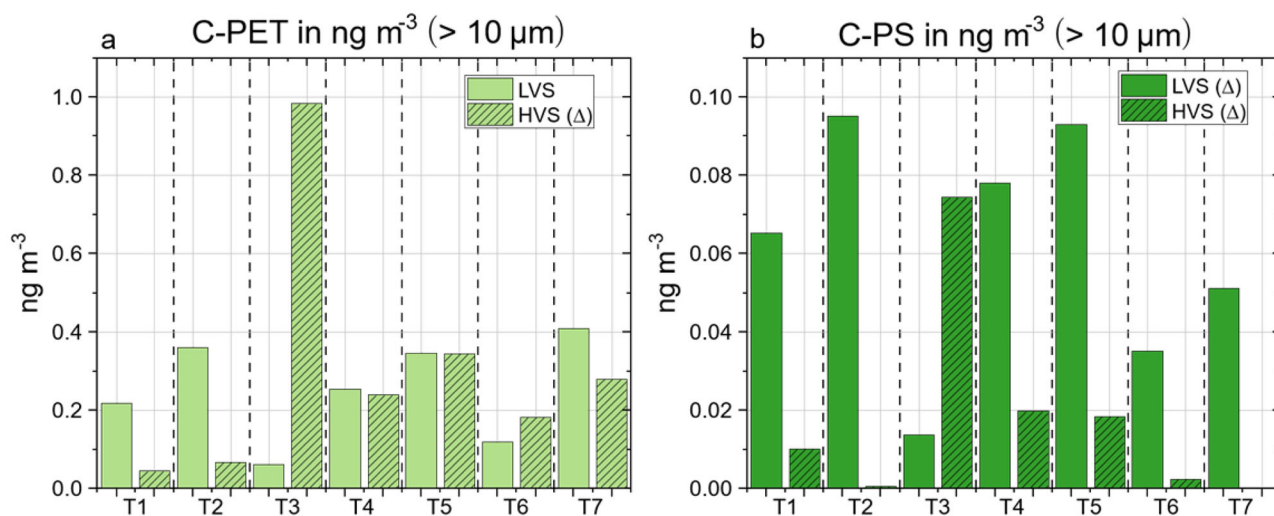 a C-PET in ng m⁻³ (> 10 µm)
LVS
HVS (Δ)
1.0
0.8
0.6
0.4
0.2
0.0
ng m⁻³
T1 T2 T3 T4 T5 T6 T7
b C-PS in ng m⁻³ (> 10 µm)
LVS (Δ)
HVS (Δ)
0.10
0.08
0.06
0.04
0.02
0.00
ng m⁻³
T1 T2 T3 T4 T5 T6 T7